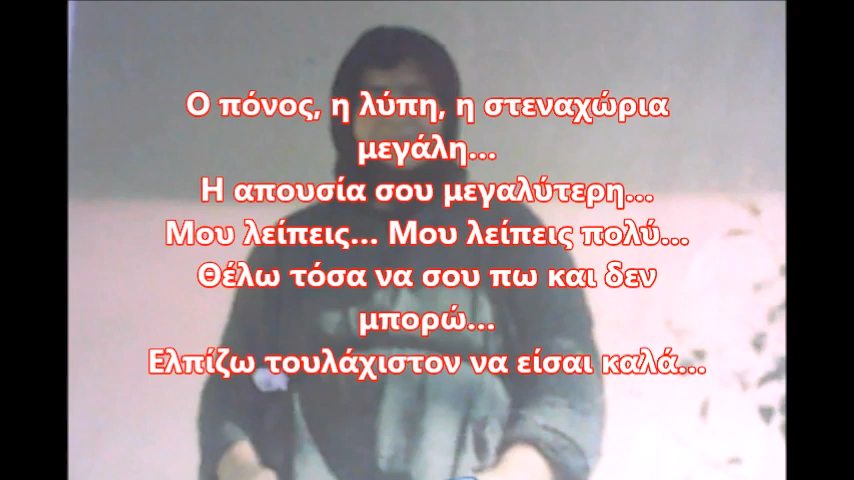 Ο πόνος, η λύπη, η στεναχώρια
μεγάλη...
Η απουσία σου μεγαλύτερη...
Μου λείπεις... Μου λείπεις πολύ...
Θέλω τόσα να σου πω και δεν
μπορώ...
Ελπίζω τουλάχιστον να είσαι καλά...